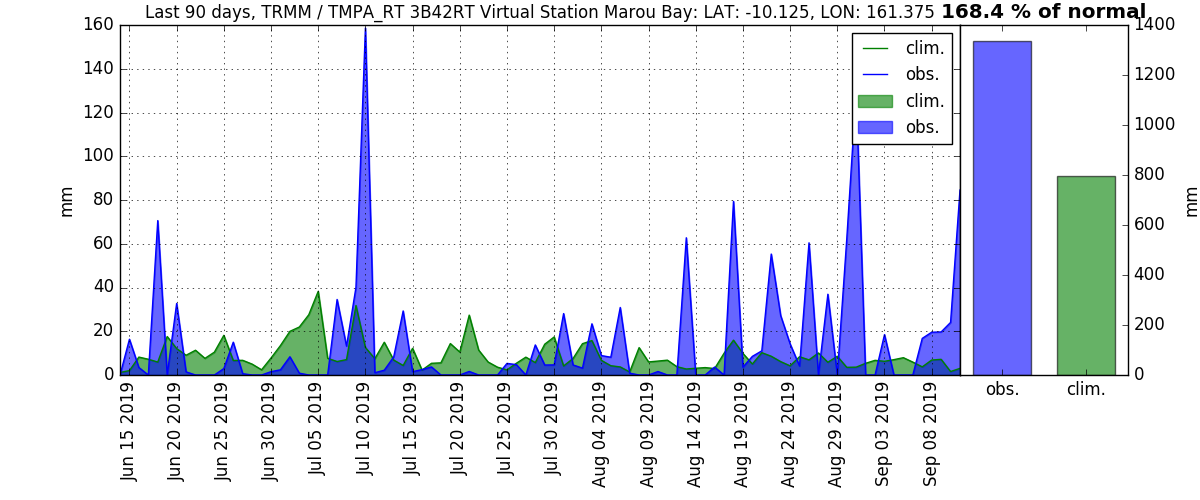 Last 90 days, TRMM / TMPA_RT 3B42RT Virtual Station Marou Bay: LAT: -10.125, LON: 161.375 168.4 % of normal
160
140
120
100
80
60
40
20
0
mm
clim.
obs.
clim.
obs.
1400
1200
1000
800
600
400
200
0
mm
Jun 15 2019
Jun 20 2019
Jun 25 2019
Jun 30 2019
Jul 05 2019
Jul 10 2019
Jul 15 2019
Jul 20 2019
Jul 25 2019
Jul 30 2019
Aug 04 2019
Aug 09 2019
Aug 14 2019
Aug 19 2019
Aug 24 2019
Aug 29 2019
Sep 03 2019
Sep 08 2019
obs.
clim.